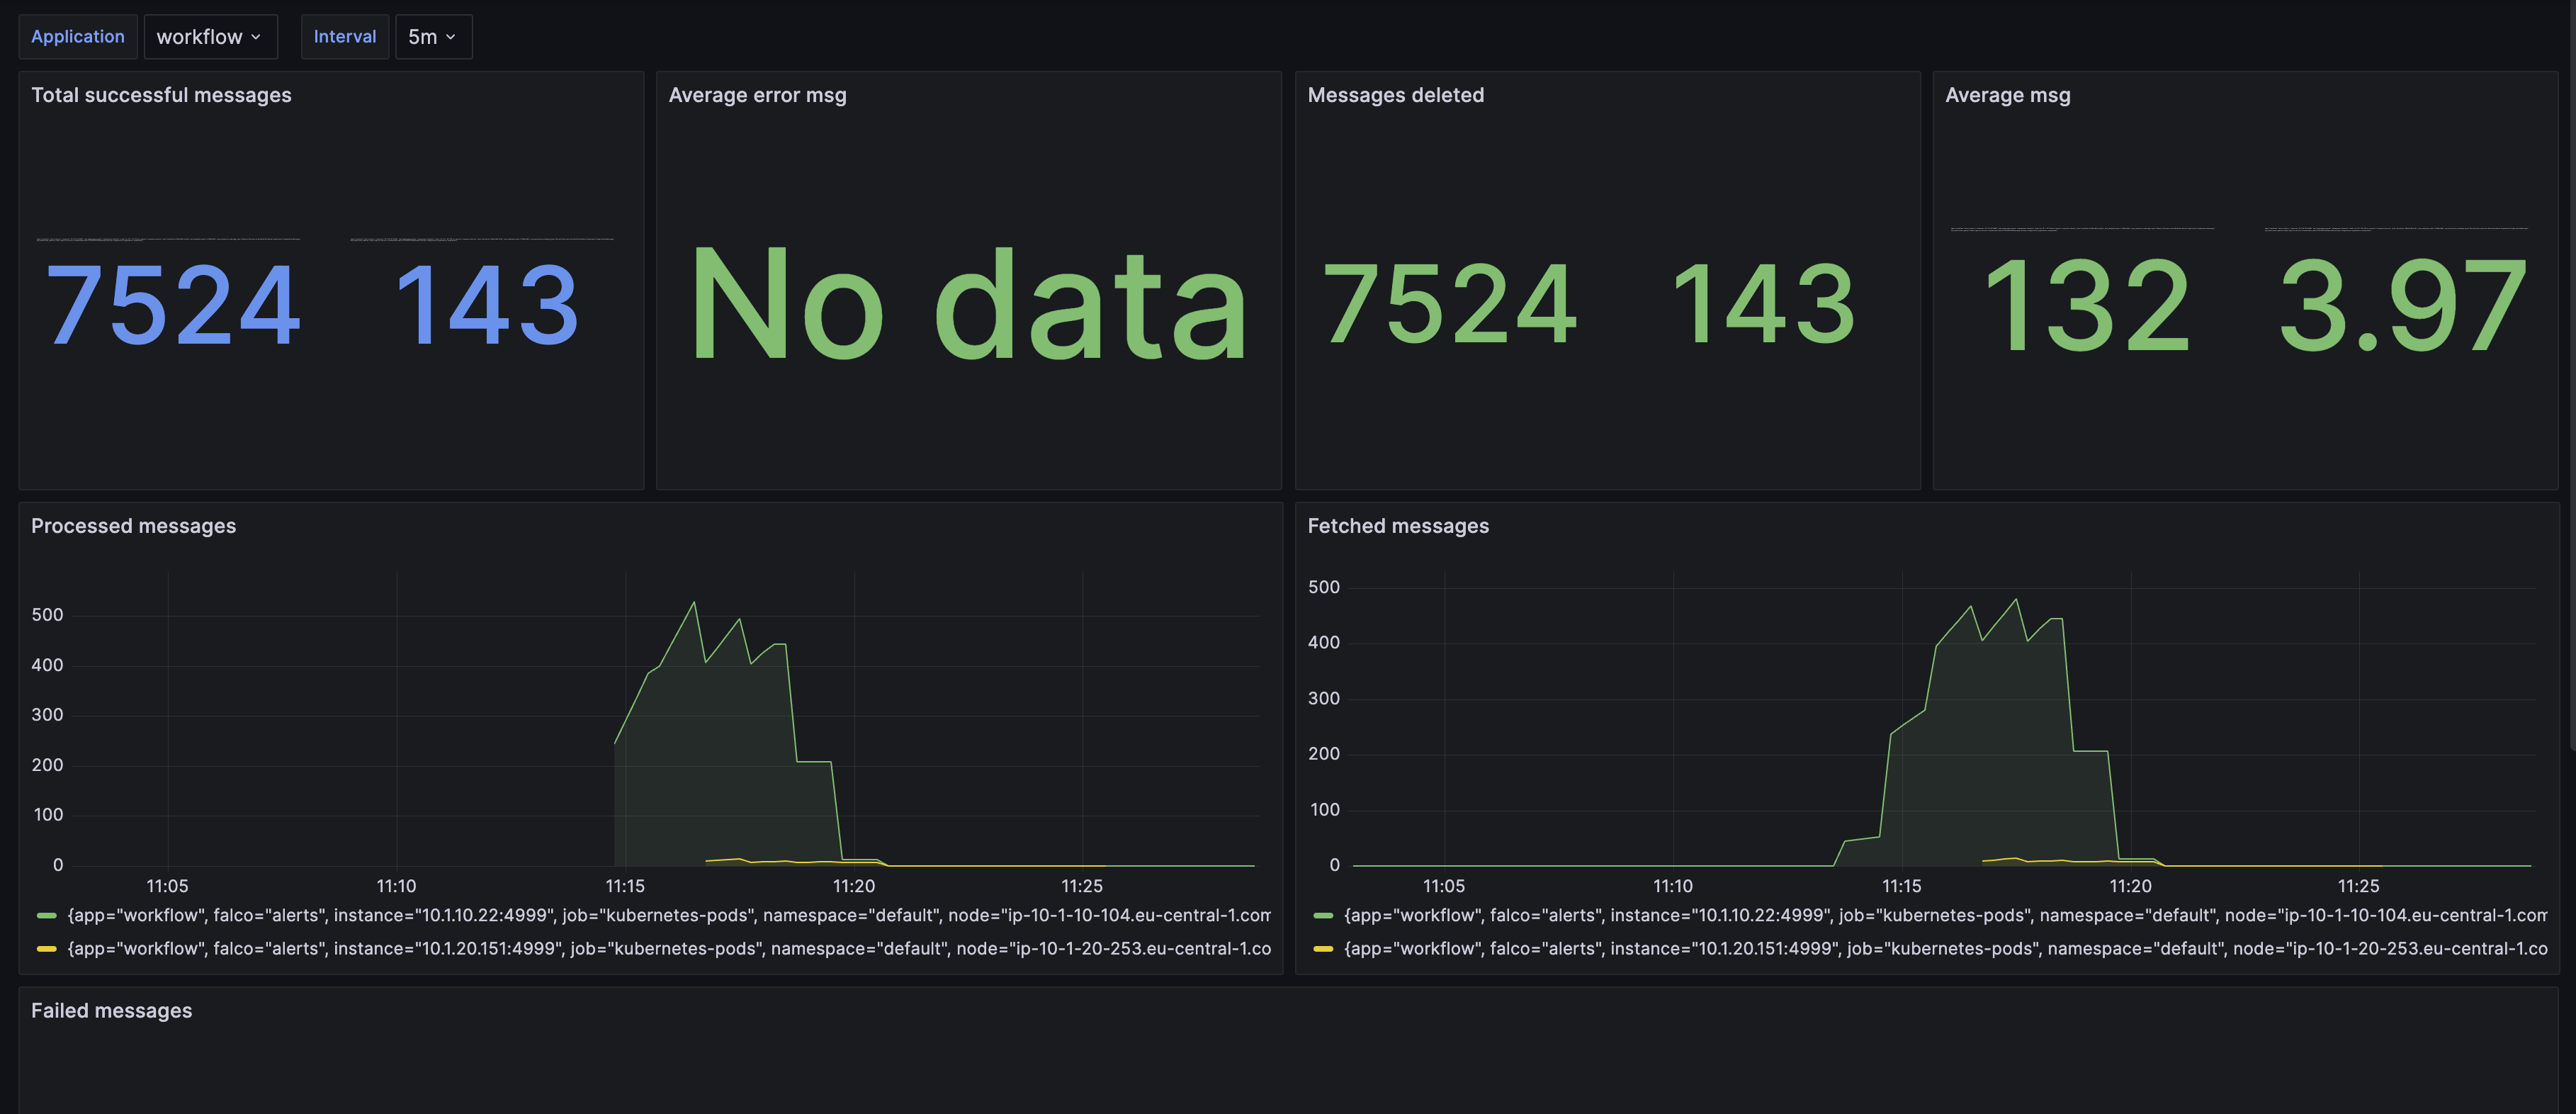 Application workflow Interval 5m
Total successful messages
7524 143
Average error msg
No data
Messages deleted
7524 143
Average msg
132 3.97
Processed messages
500
400
300
200
100
0
11:05 11:10 11:15 11:20 11:25
{app="workflow", falco="alerts", instance="10.1.10.22:4999", job="kubernetes-pods", namespace="default", node="ip-10-1-10-104.eu-central-1.com
{app="workflow", falco="alerts", instance="10.1.20.151:4999", job="kubernetes-pods", namespace="default", node="ip-10-1-20-253.eu-central-1.co
Fetched messages
500
400
300
200
100
0
11:05 11:10 11:15 11:20 11:25
{app="workflow", falco="alerts", instance="10.1.10.22:4999", job="kubernetes-pods", namespace="default", node="ip-10-1-10-104.eu-central-1.com
{app="workflow", falco="alerts", instance="10.1.20.151:4999", job="kubernetes-pods", namespace="default", node="ip-10-1-20-253.eu-central-1.co
Failed messages